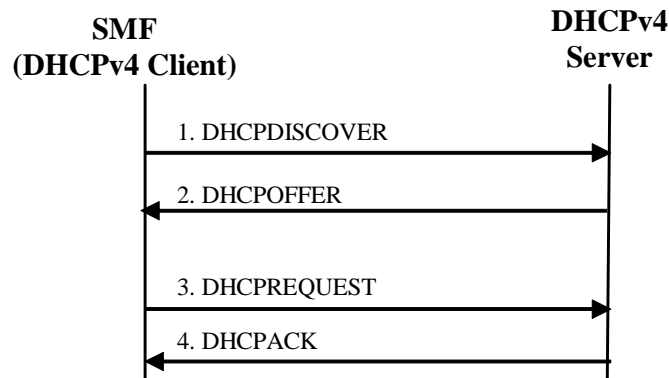 SMF
(DHCPv4 Client)
DHCPv4
Server
1. DHCPDISCOVER
2. DHCPOFFER
3. DHCPREQUEST
4. DHCPACK